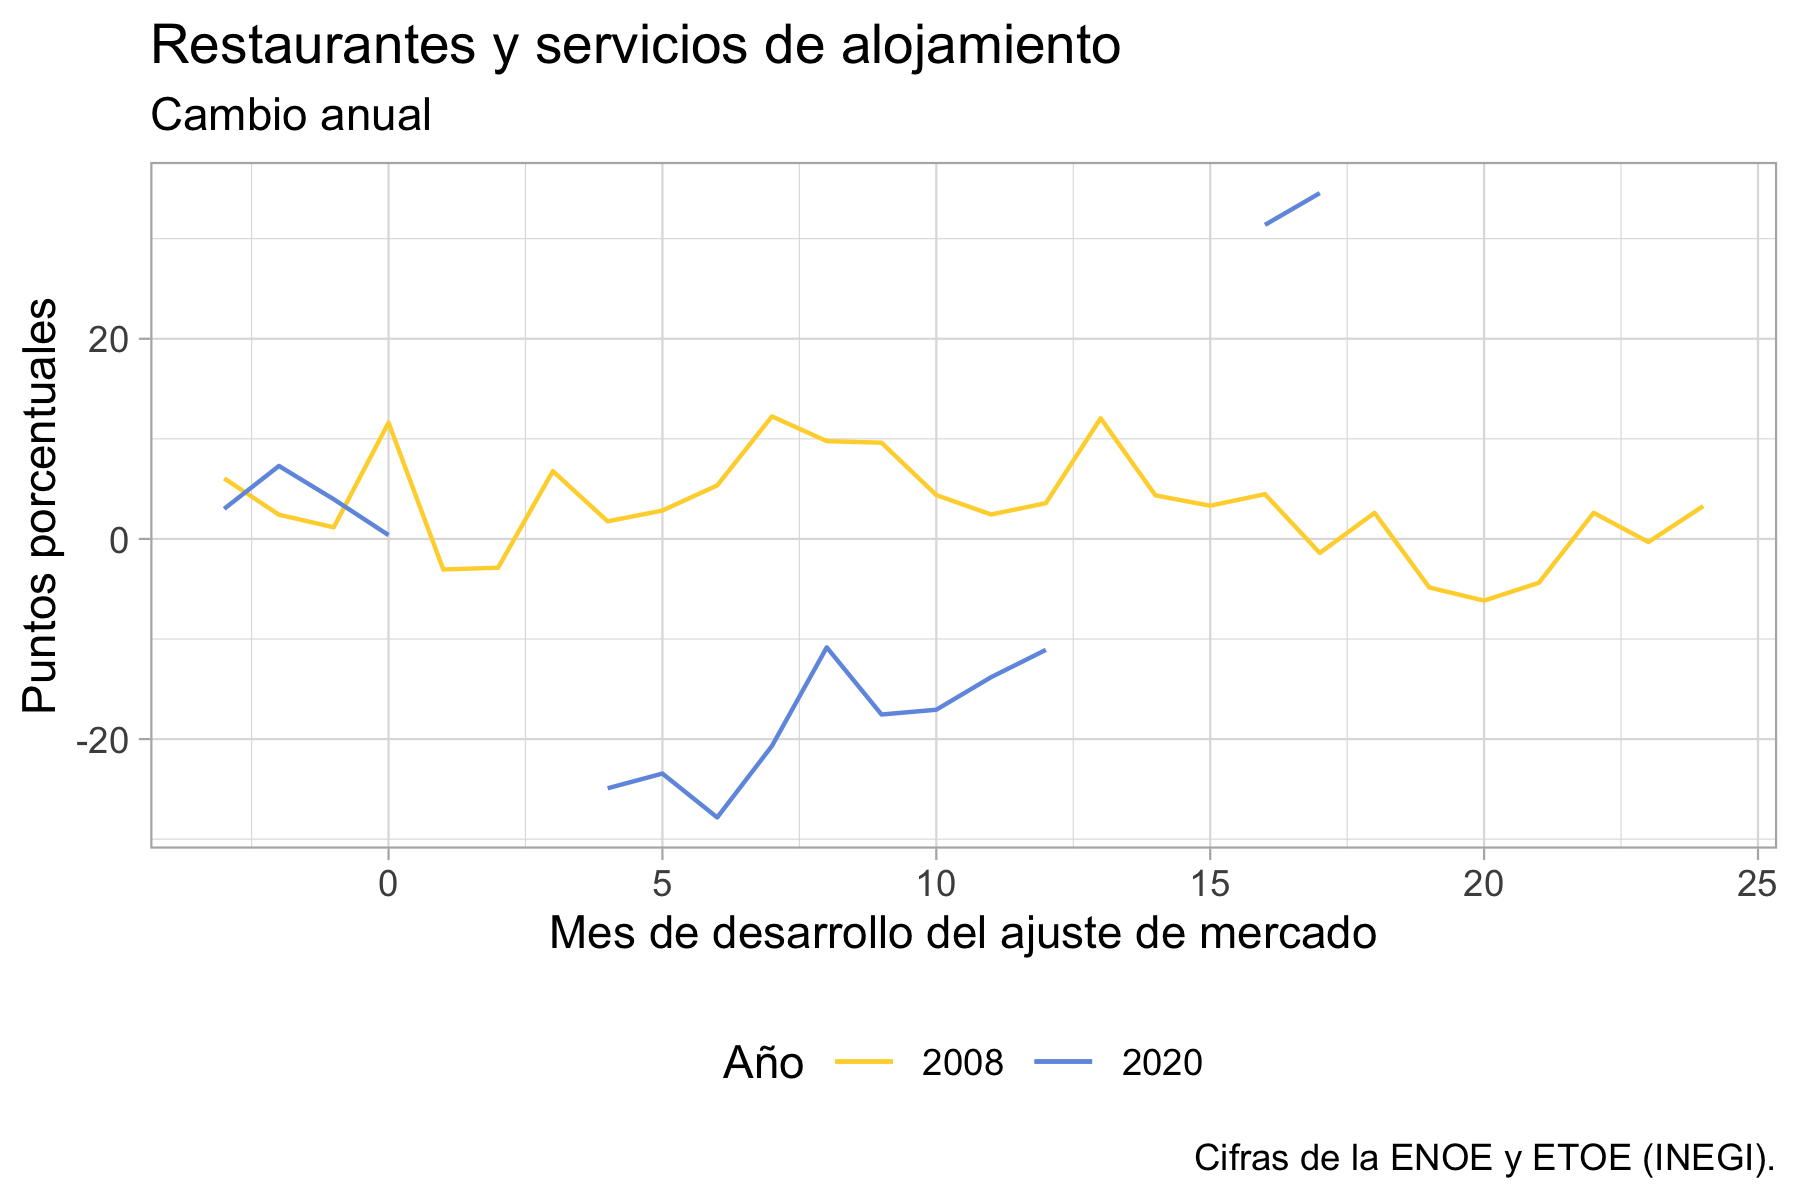 Restaurantes y servicios de alojamiento
Cambio anual
Puntos porcentuales
20
0
-20
0
5
10
15
20
25
Mes de desarrollo del ajuste de mercado
Año
2008
2020
Cifras de la ENOE y ETOE (INEGI).